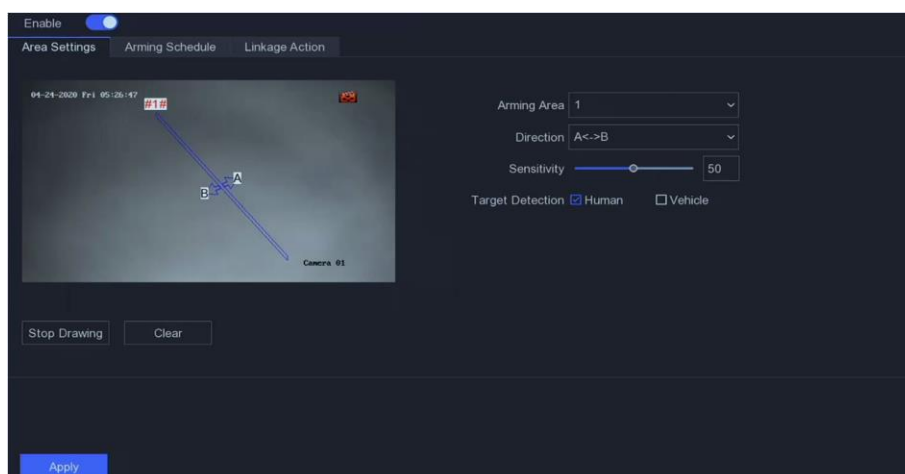 Enable
Area Settings Arming Schedule Linkage Action
04-24-2020 Fri 05:26:47
#1#
A
B
Camera 01
Arming Area 1
Direction A<->B
Sensitivity 50
Target Detection Human Vehicle
Stop Drawing Clear
Apply